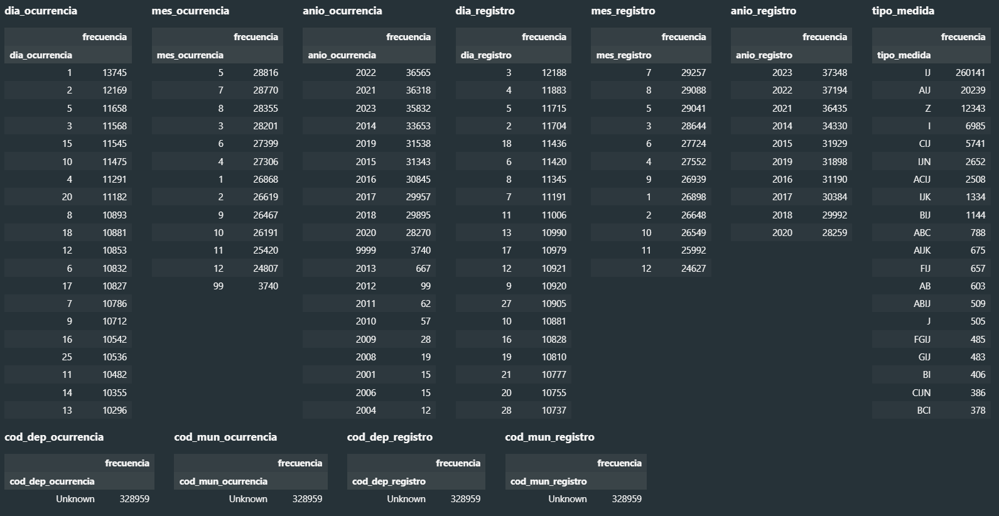 dia_ocurrencia mes_ocurrencia anio_ocurrencia dia_registro mes_registro anio_registro tipo_medida
frecuencia frecuencia frecuencia frecuencia frecuencia frecuencia frecuencia
dia_ocurrencia mes_ocurrencia anio_ocurrencia dia_registro mes_registro anio_registro tipo_medida
1 13745 5 28816 2022 36565 3 12188 7 29257 2023 37348 IJ 260141
2 12169 7 28770 2021 36318 4 11883 8 29088 2022 37194 AIJ 20239
5 11658 8 28355 2023 35832 5 11715 5 29041 2021 36435 Z 12343
3 11568 3 28201 2014 33653 2 11704 3 28644 2014 34330 I 6985
15 11545 6 27399 2019 31538 18 11436 6 27724 2015 31929 CIJ 5741
10 11475 4 27306 2015 31343 6 11420 4 27552 2019 31898 IJN 2652
4 11291 1 26868 2016 30845 8 11345 9 26939 2016 31190 ACIJ 2508
20 11182 2 26619 2017 29957 7 11191 1 26898 2017 30384 IJK 1334
8 10893 9 26467 2018 29895 11 11006 2 26648 2018 29992 BIJ 1144
18 10881 10 26191 2020 28270 13 10990 10 26549 2020 28259 ABC 788
12 10853 11 25420 9999 3740 17 10979 11 25992 AIJK 675
6 10832 12 24807 2013 667 12 10921 12 24627 FIJ 657
17 10827 99 3740 2012 99 9 10920 AB 603
7 10786 2011 62 27 10905 ABIJ 509
9 10712 2010 57 10 10881 J 505
16 10542 2009 28 16 10828 FGIJ 485
25 10536 2008 19 19 10810 GIJ 483
11 10482 2001 15 21 10777 BI 406
14 10355 2006 15 20 10755 CIJN 386
13 10296 2004 12 28 10737 BCI 378
cod_dep_ocurrencia cod_mun_ocurrencia cod_dep_registro cod_mun_registro
frecuencia frecuencia frecuencia frecuencia
cod_dep_ocurrencia cod_mun_ocurrencia cod_dep_registro cod_mun_registro
Unknown 328959 Unknown 328959 Unknown 328959 Unknown 328959